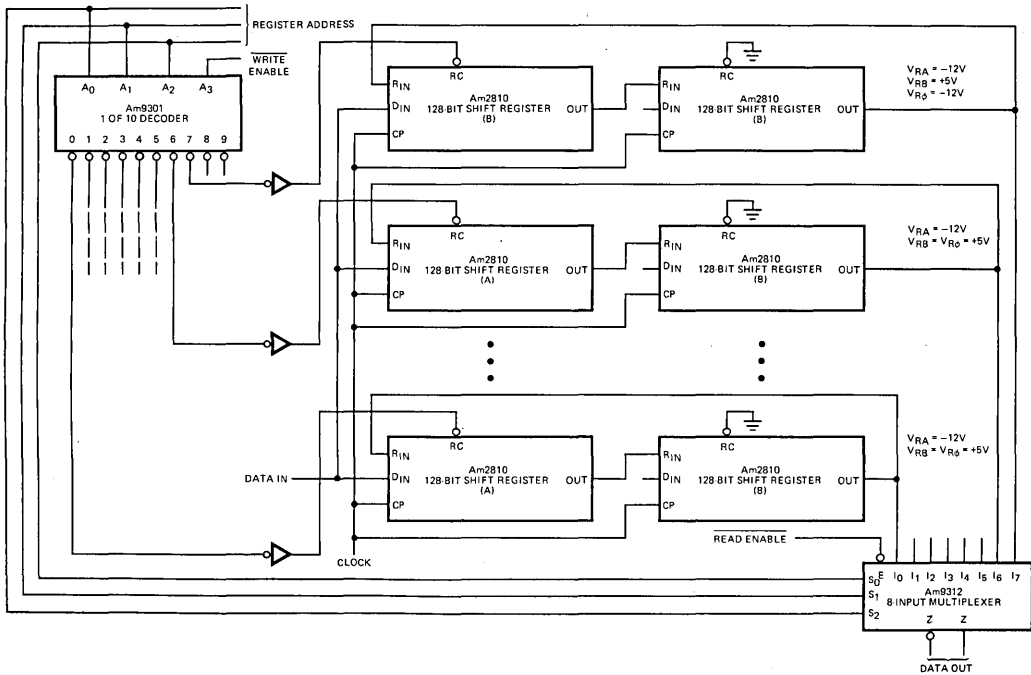 REGISTER ADDRESS
WRITE
ENABLE
A0 A1 A2 A3
Am9301
1 OF 10 DECODER
0 1 2 3 4 5 6 7 8 9
RC
RIN
DIN
CP
Am2810
128-BIT SHIFT REGISTER
(B)
OUT
RC
RIN
DIN
CP
Am2810
128-BIT SHIFT REGISTER
(B)
OUT
VRA = -12V
VRB = +5V
VRφ = -12V
RC
RIN
DIN
CP
Am2810
128-BIT SHIFT REGISTER
(A)
OUT
RC
RIN
DIN
CP
Am2810
128-BIT SHIFT REGISTER
(B)
OUT
VRA = -12V
VRB = VRφ = +5V
RC
RIN
DIN
CP
Am2810
128-BIT SHIFT REGISTER
(A)
OUT
RC
RIN
DIN
CP
Am2810
128-BIT SHIFT REGISTER
(B)
OUT
VRA = -12V
VRB = VRφ = +5V
DATA IN
CLOCK
READ ENABLE
E I0 I1 I2 I3 I4 I5 I6 I7
S0
S1
S2
Am9312
8-INPUT MULTIPLEXER
Z Z
DATA OUT